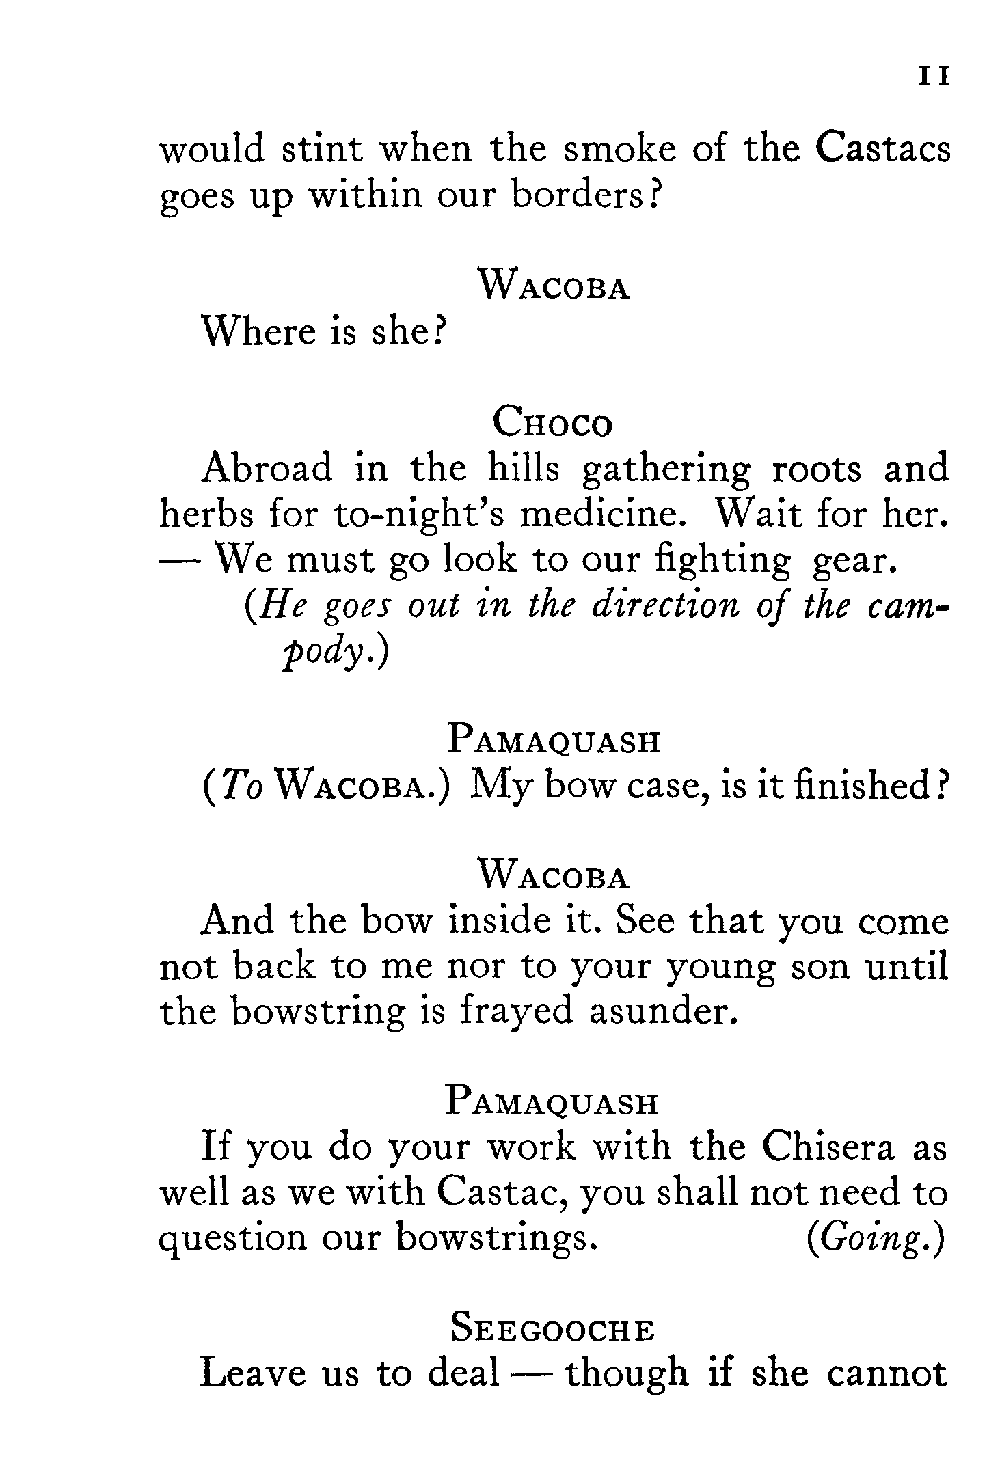 11
would stint when the smoke of the Castacs
goes up within our borders?
WACOBA
Where is she?
CHOCO
Abroad in the hills gathering roots and
herbs for to-night's medicine. Wait for her.
— We must go look to our fighting gear.
(He goes out in the direction of the cam-
pody.)
PAMAQUASH
(To WACOBA.) My bow case, is it finished?
WACOBA
And the bow inside it. See that you come
not back to me nor to your young son until
the bowstring is frayed asunder.
PAMAQUASH
If you do your work with the Chisera as
well as we with Castac, you shall not need to
question our bowstrings. (Going.)
SEEGOOCHE
Leave us to deal — though if she cannot